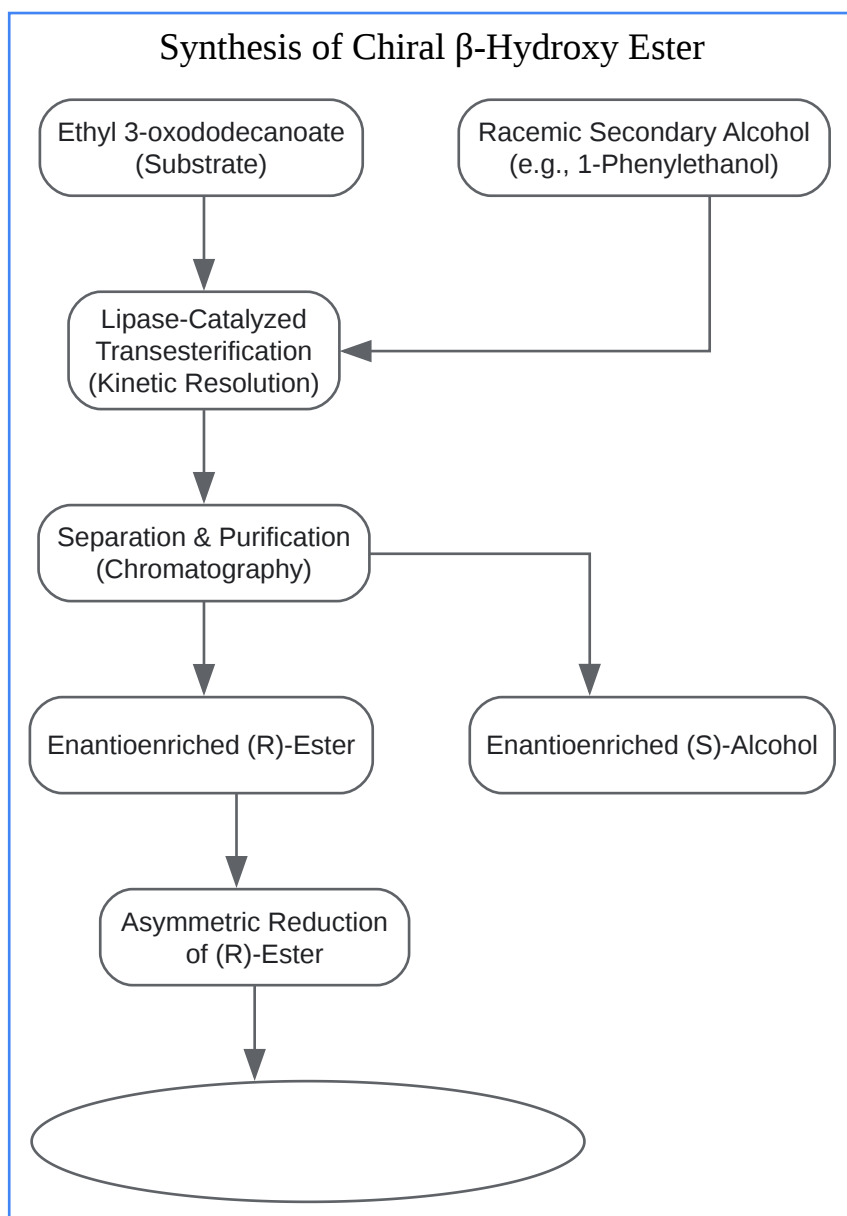 Synthesis of Chiral β-Hydroxy Ester
Ethyl 3-oxododecanoate
(Substrate)
Racemic Secondary Alcohol
(e.g., 1-Phenylethanol)
Lipase-Catalyzed
Transesterification
(Kinetic Resolution)
Separation & Purification
(Chromatography)
Enantioenriched (R)-Ester
Enantioenriched (S)-Alcohol
Asymmetric Reduction
of (R)-Ester